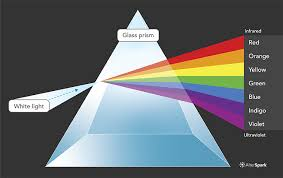 Glass prism
Infrared
Red
Orange
Yellow
Green
Blue
Indigo
Violet
Ultraviolet
White light
AlterSpark